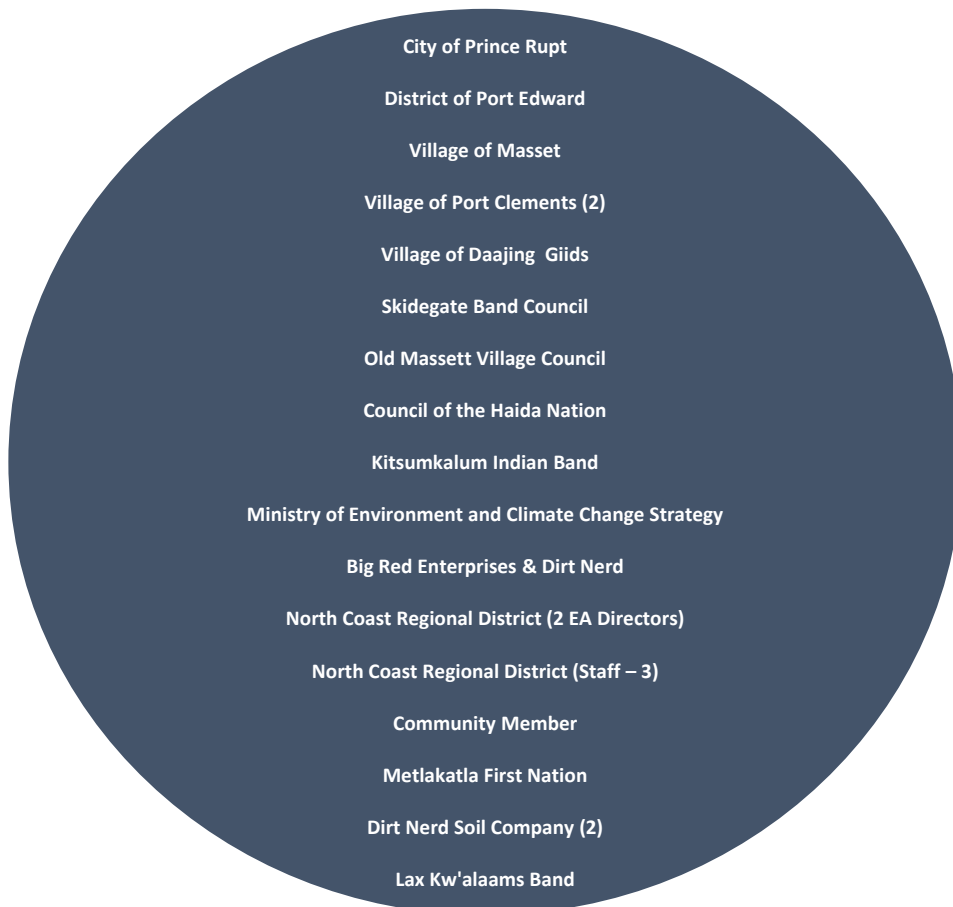 City of Prince Rupt
District of Port Edward
Village of Masset
Village of Port Clements (2)
Village of Daajing  Giids
Skidegate Band Council
Old Massett Village Council
Council of the Haida Nation
Kitsumkalum Indian Band
Ministry of Environment and Climate Change Strategy
Big Red Enterprises & Dirt Nerd
North Coast Regional District (2 EA Directors)
North Coast Regional District (Staff – 3)
Community Member
Metlakatla First Nation
Dirt Nerd Soil Company (2)
Lax Kw'alaams Band